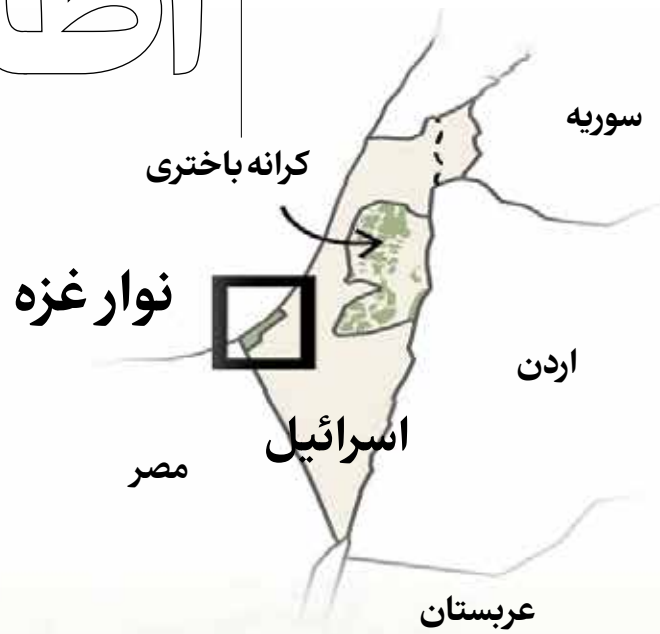 سوریه
کرانه باختری
نوار غزه
اردن
اسرائیل
مصر
عربستان